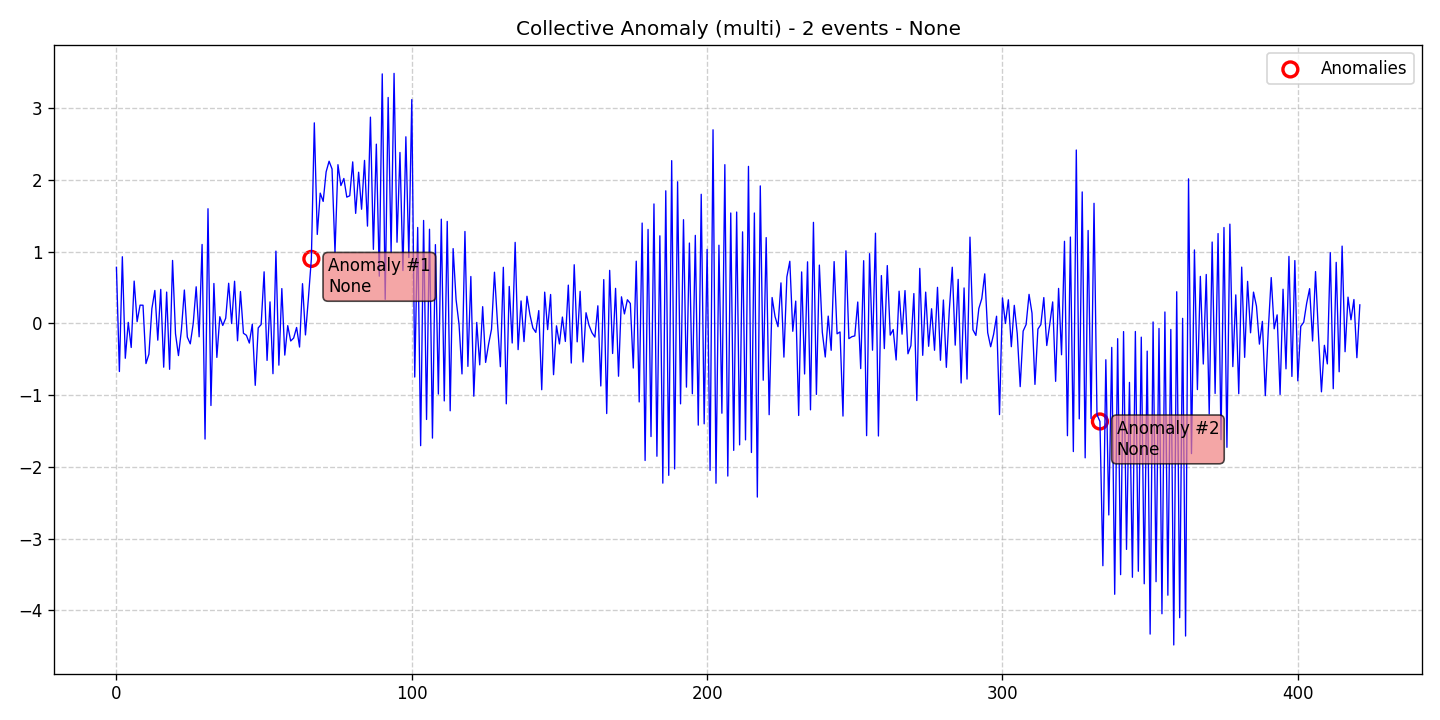 Collective Anomaly (multi) - 2 events - None
Anomalies
3
2
1
0
−1
−2
−3
−4
Anomaly #1
None
Anomaly #2
None
0
100
200
300
400